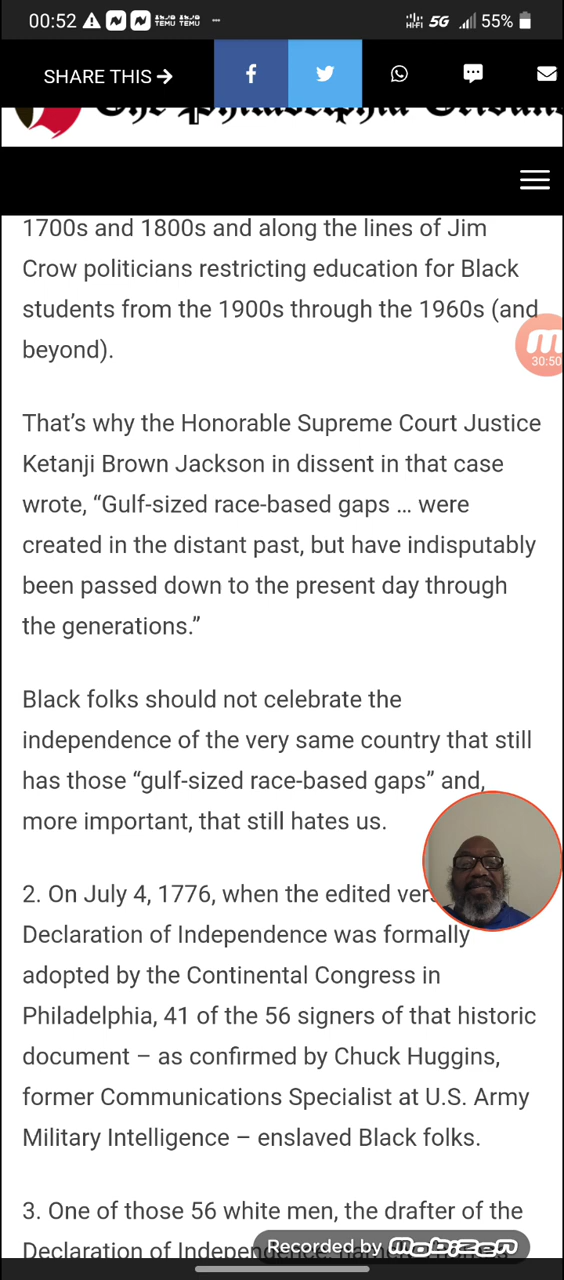 00:52 TEMU TEMU 5G 55%
SHARE THIS
The Philadelphia Tribune
1700s and 1800s and along the lines of Jim
Crow politicians restricting education for Black
students from the 1900s through the 1960s (and
beyond).
30:50
That’s why the Honorable Supreme Court Justice
Ketanji Brown Jackson in dissent in that case
wrote, “Gulf-sized race-based gaps ... were
created in the distant past, but have indisputably
been passed down to the present day through
the generations.”
Black folks should not celebrate the
independence of the very same country that still
has those “gulf-sized race-based gaps” and,
more important, that still hates us.
2. On July 4, 1776, when the edited
Declaration of Independence was formally
adopted by the Continental Congress in
Philadelphia, 41 of the 56 signers of that historic
document – as confirmed by Chuck Huggins,
former Communications Specialist at U.S. Army
Military Intelligence – enslaved Black folks.
3. One of those 56 white men, the drafter of the
Declaration of
Recorded by mobizen